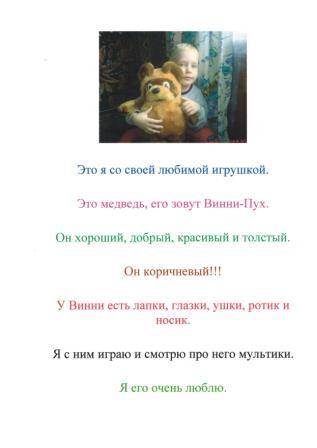 Это я со своей любимой игрушкой.
Это медведь, его зовут Винни-Пух.
Он хороший, добрый, красивый и толстый.
Он коричневый!!!
У Винни есть лапки, глазки, ушки, ротик и
носик.
Я с ним играю и смотрю про него мультики.
Я его очень люблю.